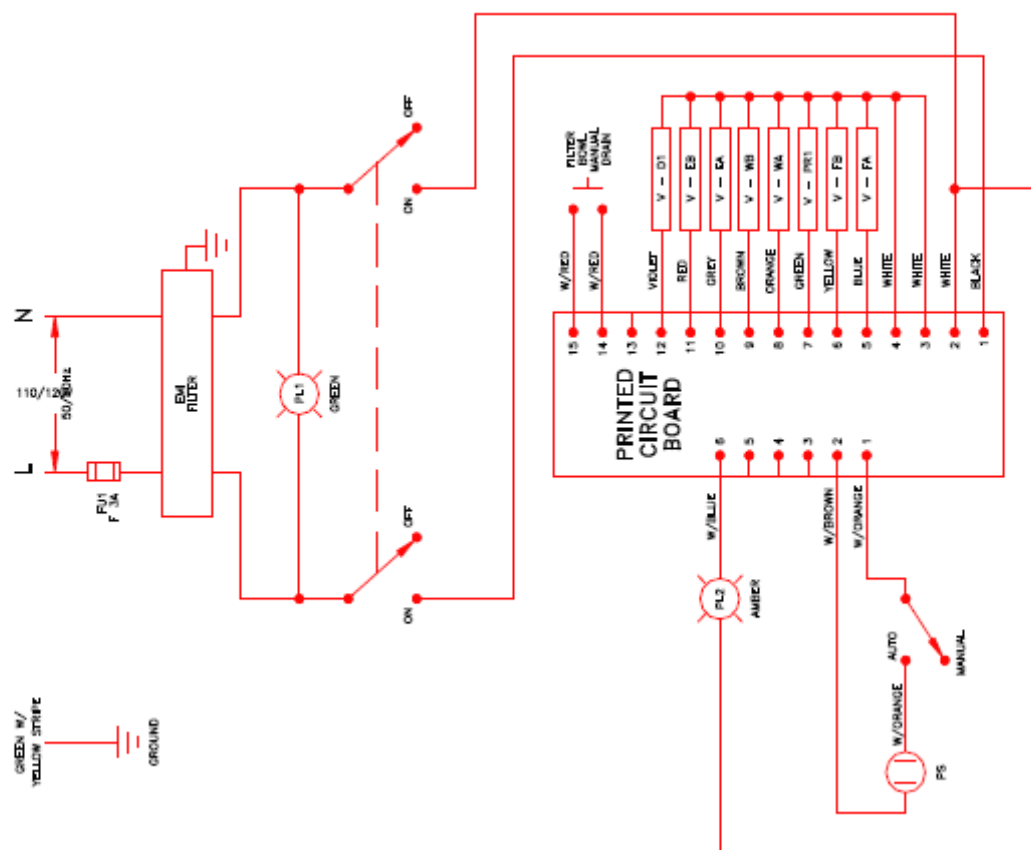 N
L
110/120V
FU1
F 3A
EMI
FILTER
PL1
GREEN
OFF
ON
OFF
ON
GREEN W/
YELLOW STRIPE
GROUND
FILTER
BOWL
MANUAL
DRAIN
V - D1
V - EB
V - EA
V - WB
V - WA
V - PR1
V - FB
V - FA
W/RED
W/RED
VIOLET
RED
GREY
BROWN
ORANGE
GREEN
YELLOW
BLUE
WHITE
WHITE
WHITE
BLACK
15
14
13
12
11
10
9
8
7
6
5
4
3
2
1
PRINTED
CIRCUIT
BOARD
6
5
4
3
2
1
W/BLUE
W/BROWN
W/ORANGE
PL2
AMBER
AUTO
MANUAL
W/ORANGE
PS